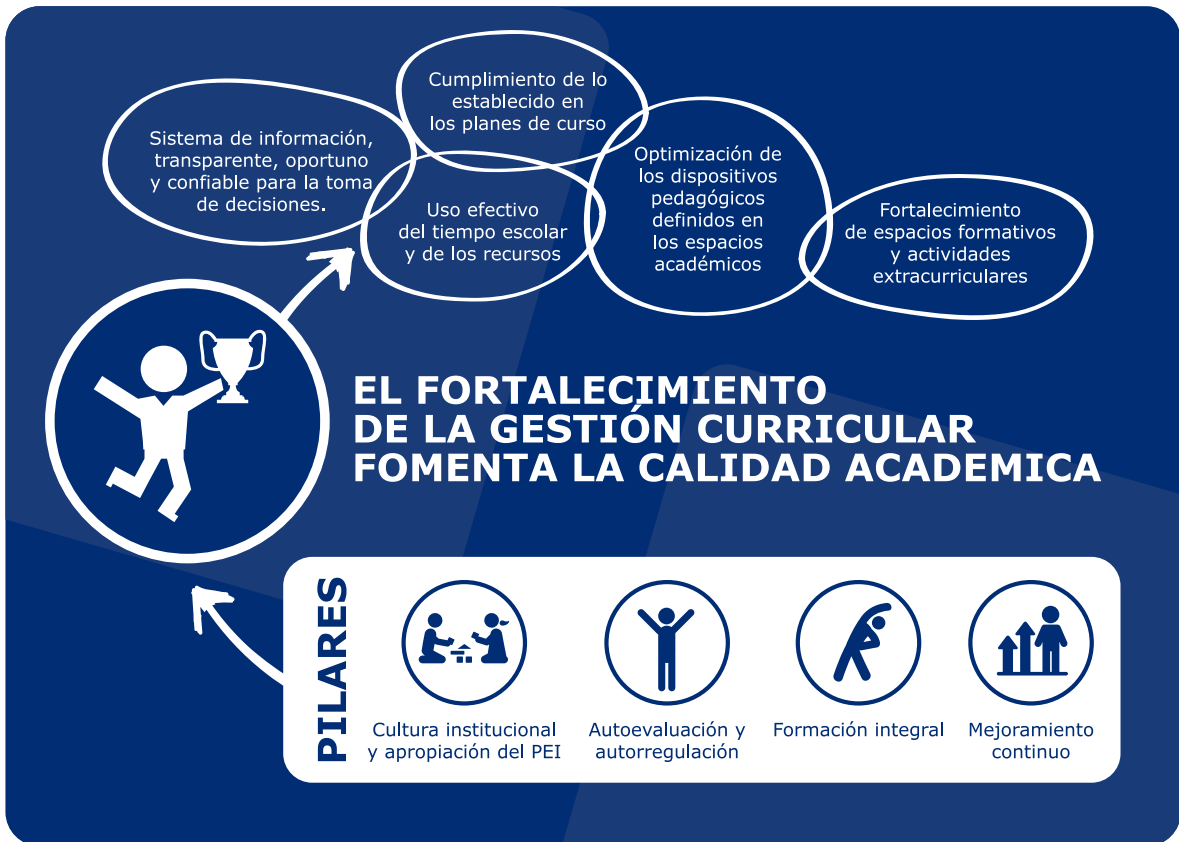 Cumplimiento de lo
establecido en
los planes de curso
Sistema de información,
transparente, oportuno
y confiable para la toma
de decisiones.
Uso efectivo
del tiempo escolar
y de los recursos
Optimización de
los dispositivos
pedagógicos
definidos en
los espacios
académicos
Fortalecimiento
de espacios formativos
y actividades
extracurriculares
EL FORTALECIMIENTO
DE LA GESTIÓN CURRICULAR
FOMENTA LA CALIDAD ACADEMICA
PILARES
Cultura institucional
y apropiación del PEI
Autoevaluación y
autorregulación
Formación integral
Mejoramiento
continuo